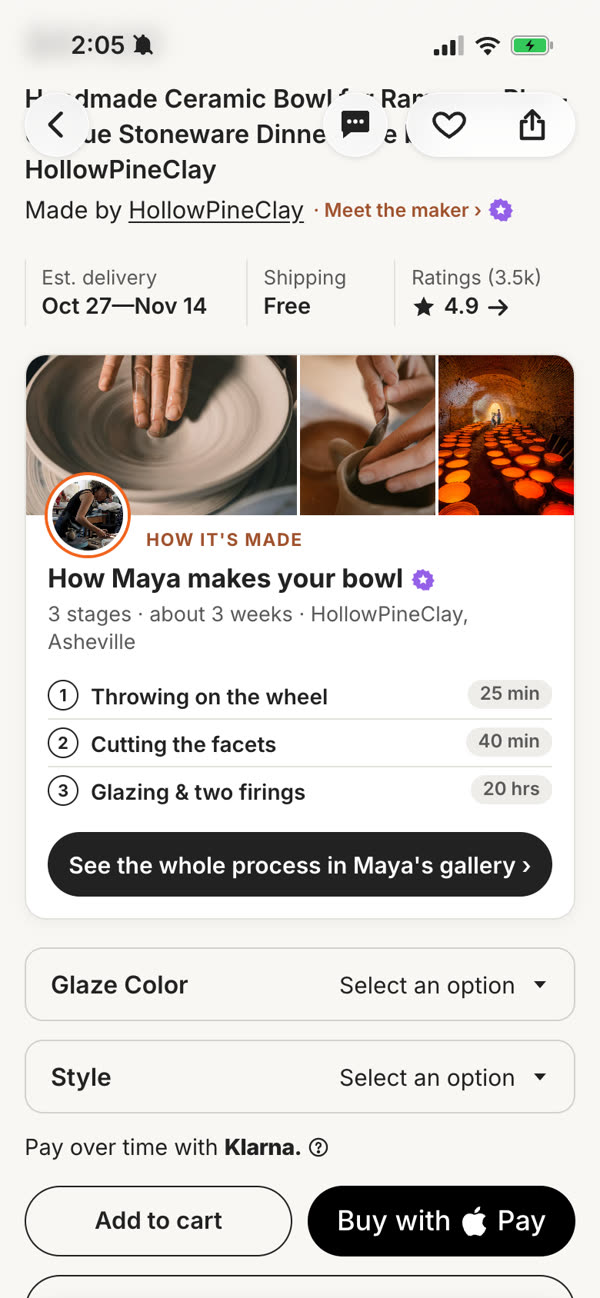 2:05
Handmade Ceramic Bowl
Stoneware
HollowPineClay
Made by HollowPineClay · Meet the maker ›
Est. delivery
Oct 27—Nov 14
Shipping
Free
Ratings (3.5k)
★ 4.9 →
HOW IT'S MADE
How Maya makes your bowl
3 stages · about 3 weeks · HollowPineClay,
Asheville
1 Throwing on the wheel 25 min
2 Cutting the facets 40 min
3 Glazing & two firings 20 hrs
See the whole process in Maya's gallery ›
Glaze Color Select an option
Style Select an option
Pay over time with Klarna. ?
Add to cart
Buy with Pay